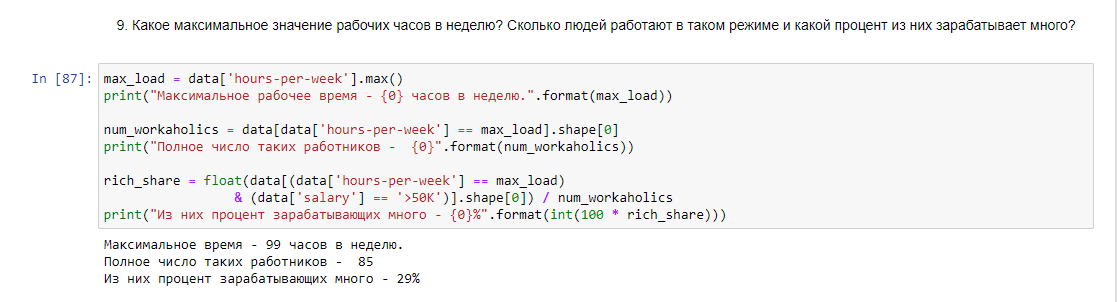 9. Какое максимальное значение рабочих часов в неделю? Сколько людей работают в таком режиме и какой процент из них зарабатывает много?
In [87]: max_load = data['hours-per-week'].max()
print("Максимальное рабочее время - {0} часов в неделю.".format(max_load))
num_workaholics = data[data['hours-per-week'] == max_load].shape[0]
print("Полное число таких работников -  {0}".format(num_workaholics))
rich_share = float(data[(data['hours-per-week'] == max_load)
& (data['salary'] == '>50K')].shape[0]) / num_workaholics
print("Из них процент зарабатывающих много - {0}%".format(int(100 * rich_share)))
Максимальное время - 99 часов в неделю.
Полное число таких работников -  85
Из них процент зарабатывающих много - 29%